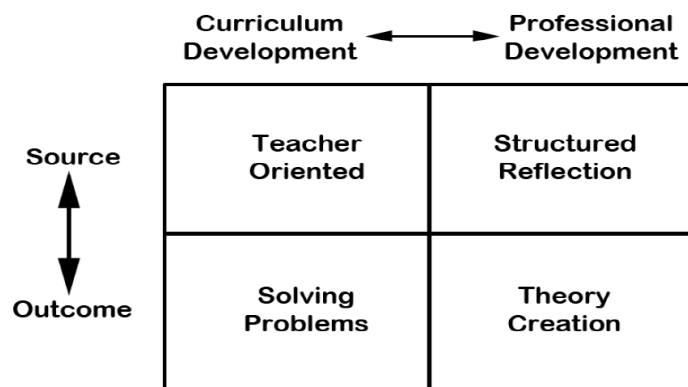 Curriculum Development
Professional Development
Source
Teacher
Oriented
Structured
Reflection
Outcome
Solving
Problems
Theory
Creation